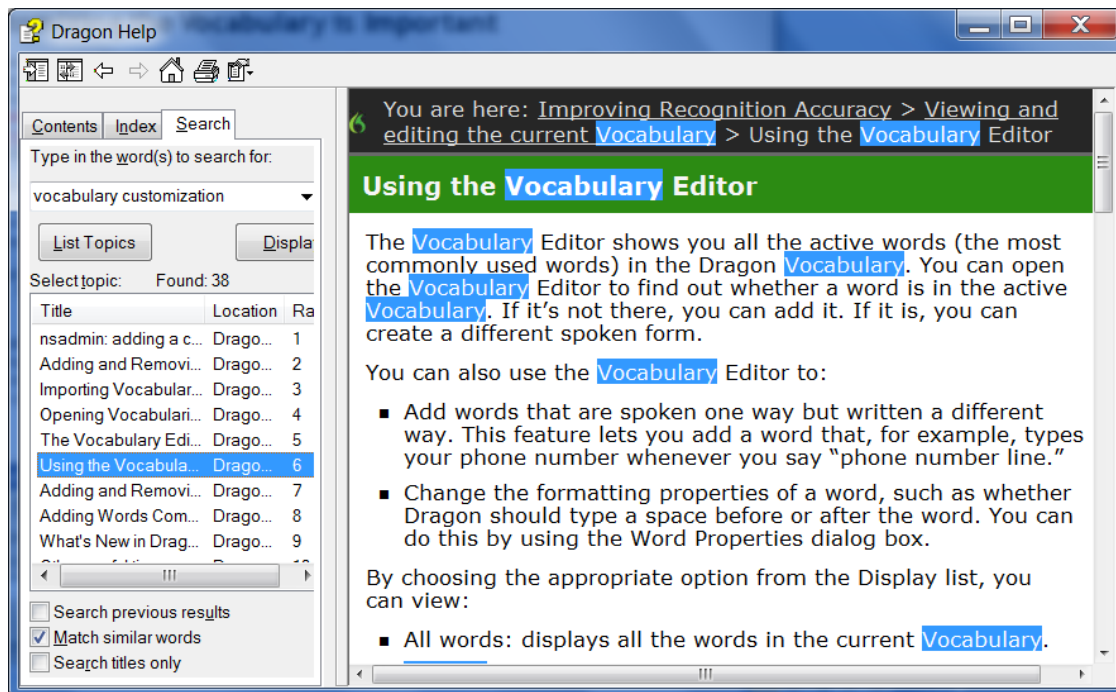 Vocabulary is important
Dragon Help
Contents Index Search
Type in the word(s) to search for:
vocabulary customization
List Topics Displa
Select topic: Found: 38
Title Location Ra
nsadmin: adding a c... Drago... 1
Adding and Removi... Drago... 2
Importing Vocabular... Drago... 3
Opening Vocabulari... Drago... 4
The Vocabulary Edi... Drago... 5
Using the Vocabula... Drago... 6
Adding and Removi... Drago... 7
Adding Words Com... Drago... 8
What's New in Drag... Drago... 9
Search previous results
Match similar words
Search titles only
You are here: Improving Recognition Accuracy > Viewing and
editing the current Vocabulary > Using the Vocabulary Editor
Using the Vocabulary Editor
The Vocabulary Editor shows you all the active words (the most
commonly used words) in the Dragon Vocabulary. You can open
the Vocabulary Editor to find out whether a word is in the active
Vocabulary. If it’s not there, you can add it. If it is, you can
create a different spoken form.
You can also use the Vocabulary Editor to:
▪ Add words that are spoken one way but written a different
way. This feature lets you add a word that, for example, types
your phone number whenever you say “phone number line.”
▪ Change the formatting properties of a word, such as whether
Dragon should type a space before or after the word. You can
do this by using the Word Properties dialog box.
By choosing the appropriate option from the Display list, you
can view:
▪ All words: displays all the words in the current Vocabulary.